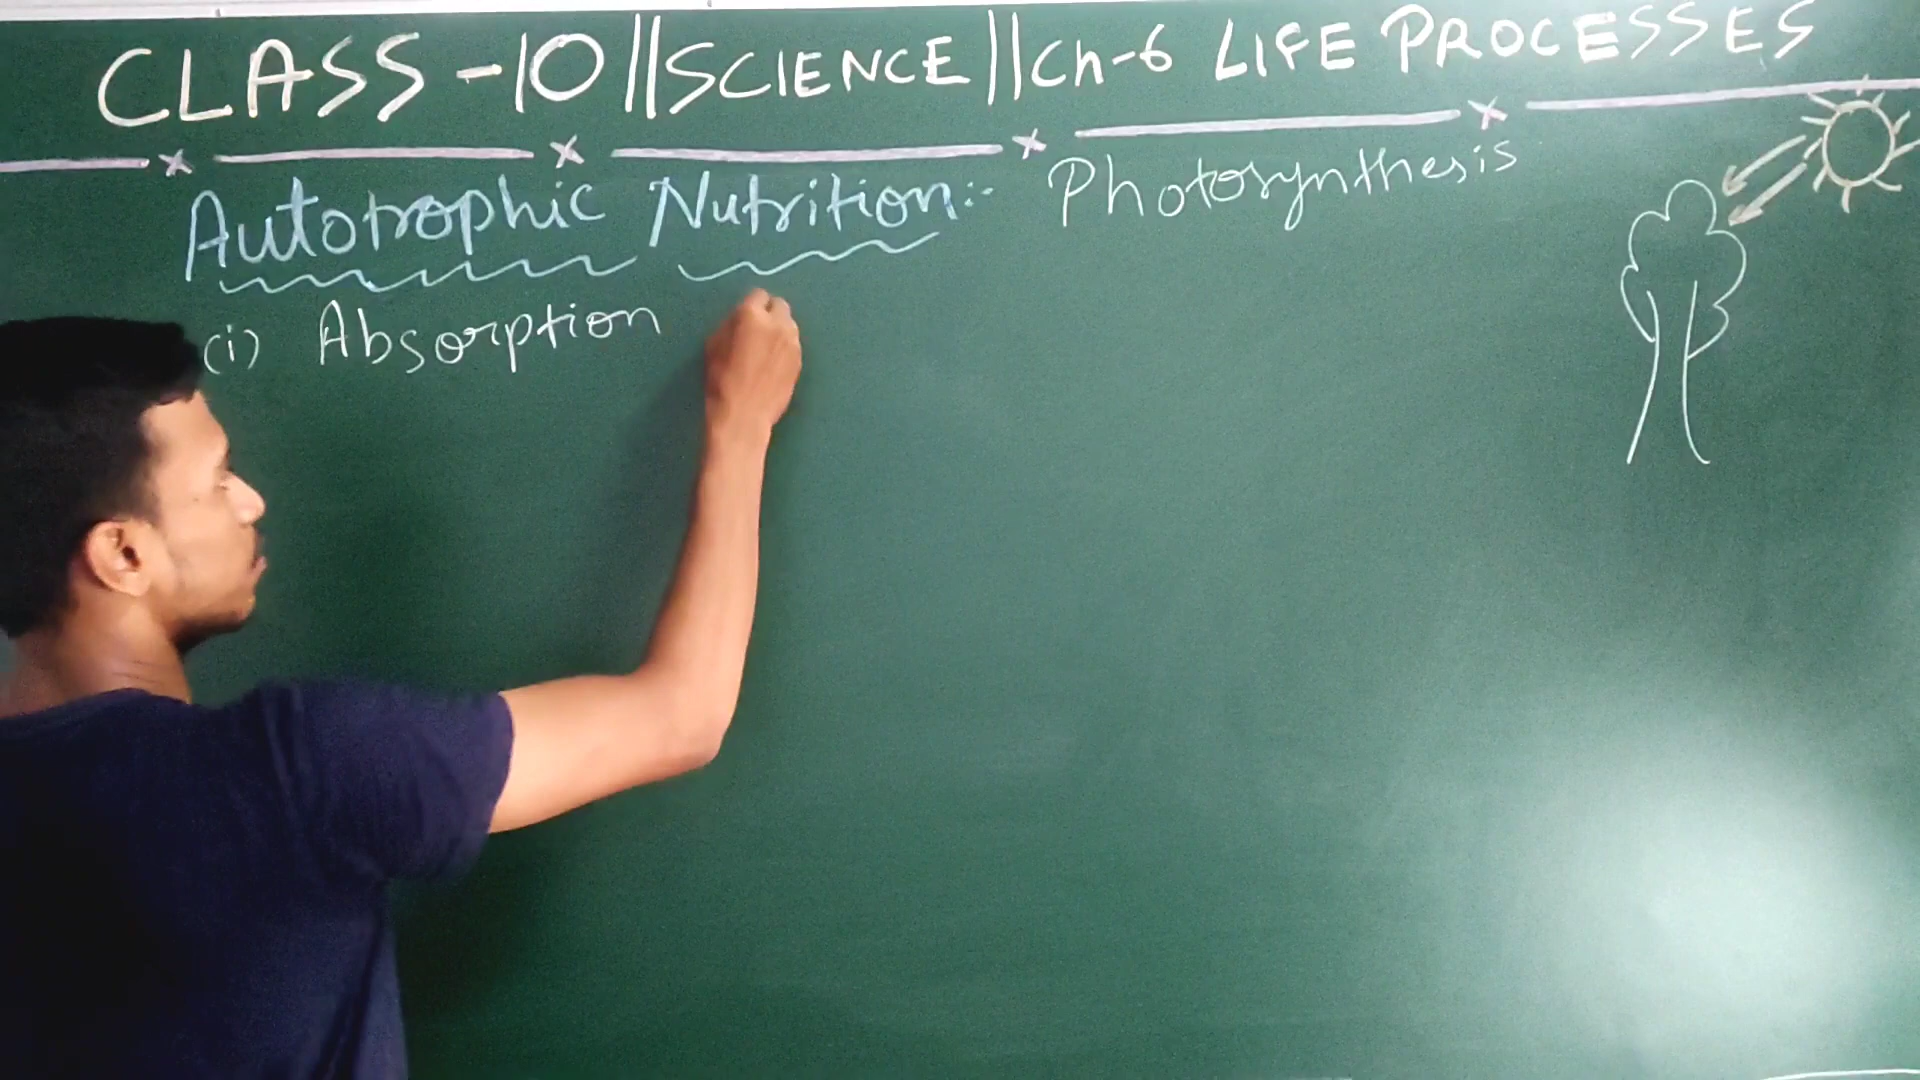 CLASS-10||SCIENCE||Ch-6 LIFE PROCESSES
Autotrophic Nutrition:- Photosynthesis
(i) Absorption